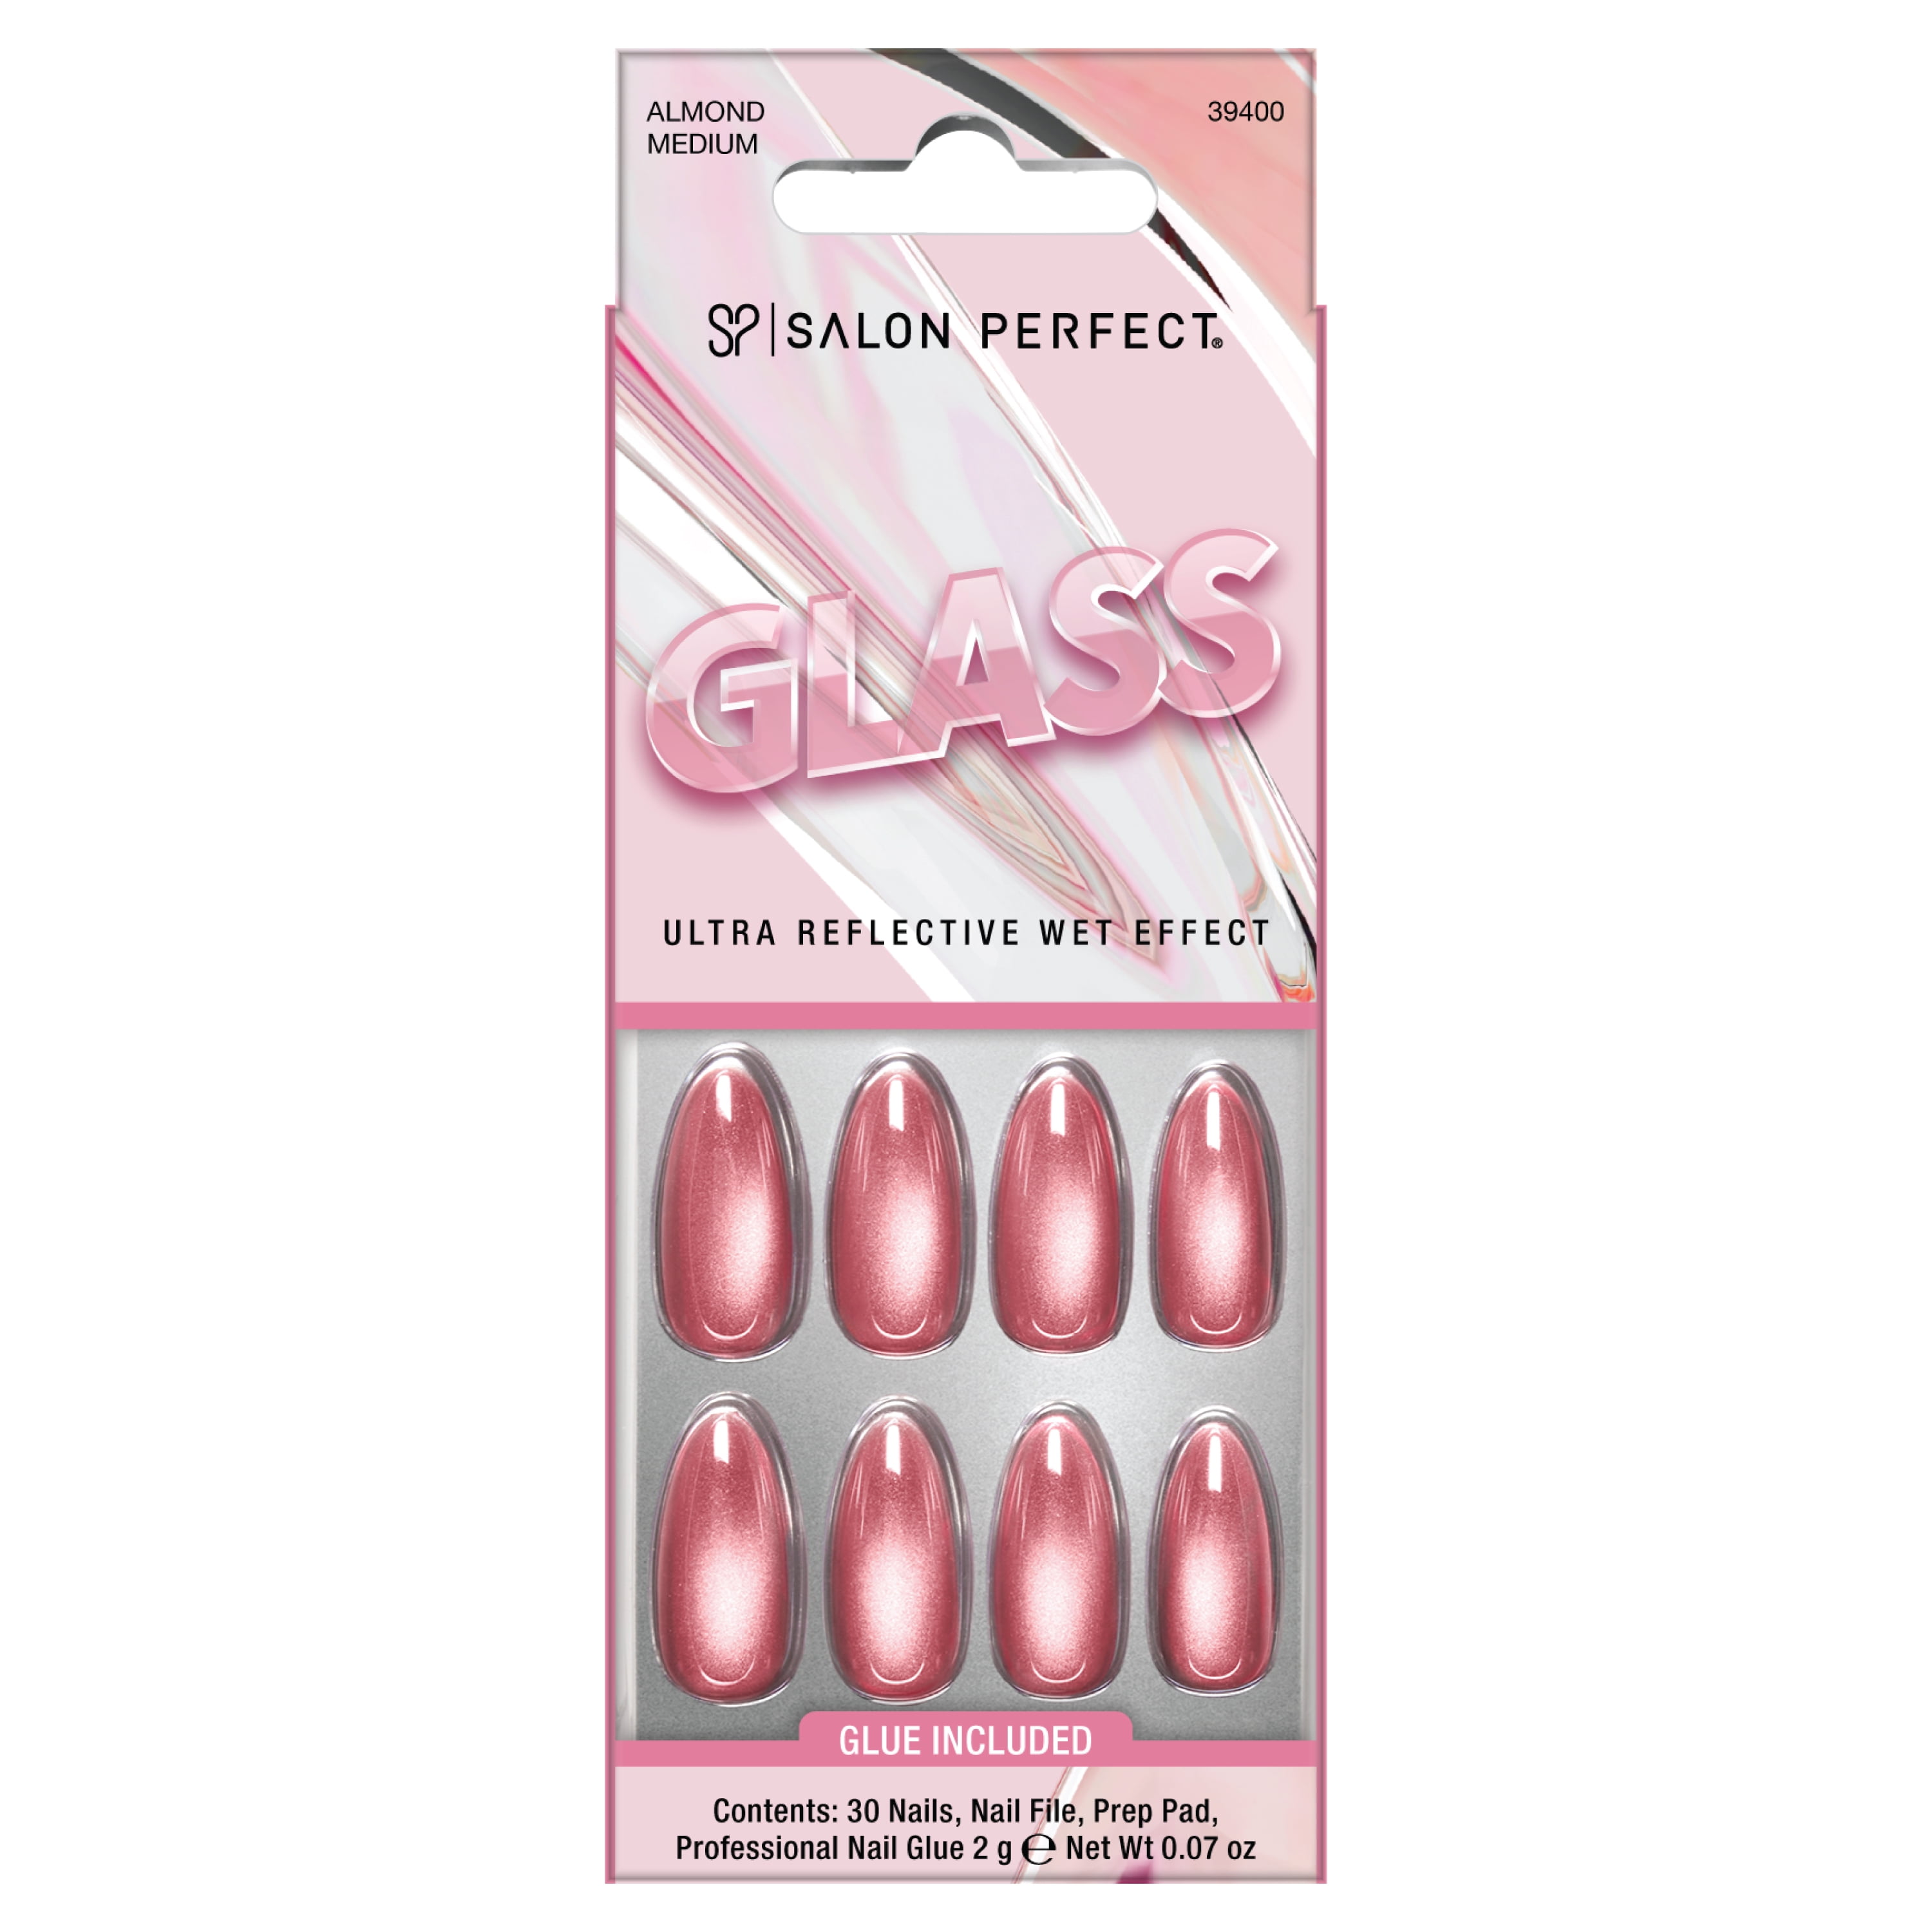 ALMOND
MEDIUM
39400
SP | SALON PERFECT®
GLASS
ULTRA REFLECTIVE WET EFFECT
GLUE INCLUDED
Contents: 30 Nails, Nail File, Prep Pad,
Professional Nail Glue 2 g ℮ Net Wt 0.07 oz